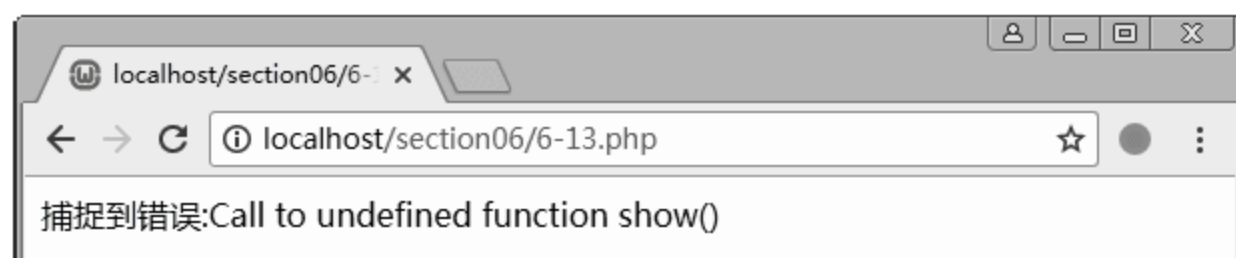 localhost/section06/6-
localhost/section06/6-13.php
捕捉到错误:Call to undefined function show()